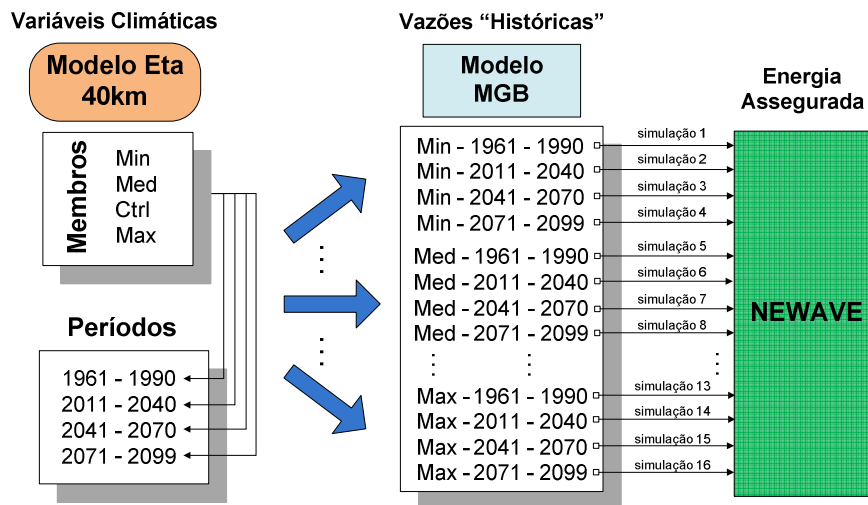 Variáveis Climáticas
Modelo Eta
40km
Membros
Min
Med
Ctrl
Max
Períodos
1961 - 1990
2011 - 2040
2041 - 2070
2071 - 2099
Vazões “Históricas”
Modelo
MGB
Min - 1961 - 1990
Min - 2011 - 2040
Min - 2041 - 2070
Min - 2071 - 2099
Med - 1961 - 1990
Med - 2011 - 2040
Med - 2041 - 2070
Med - 2071 - 2099
Max - 1961 - 1990
Max - 2011 - 2040
Max - 2041 - 2070
Max - 2071 - 2099
simulação 1
simulação 2
simulação 3
simulação 4
simulação 5
simulação 6
simulação 7
simulação 8
simulação 13
simulação 14
simulação 15
simulação 16
Energia
Assegurada
NEWAVE